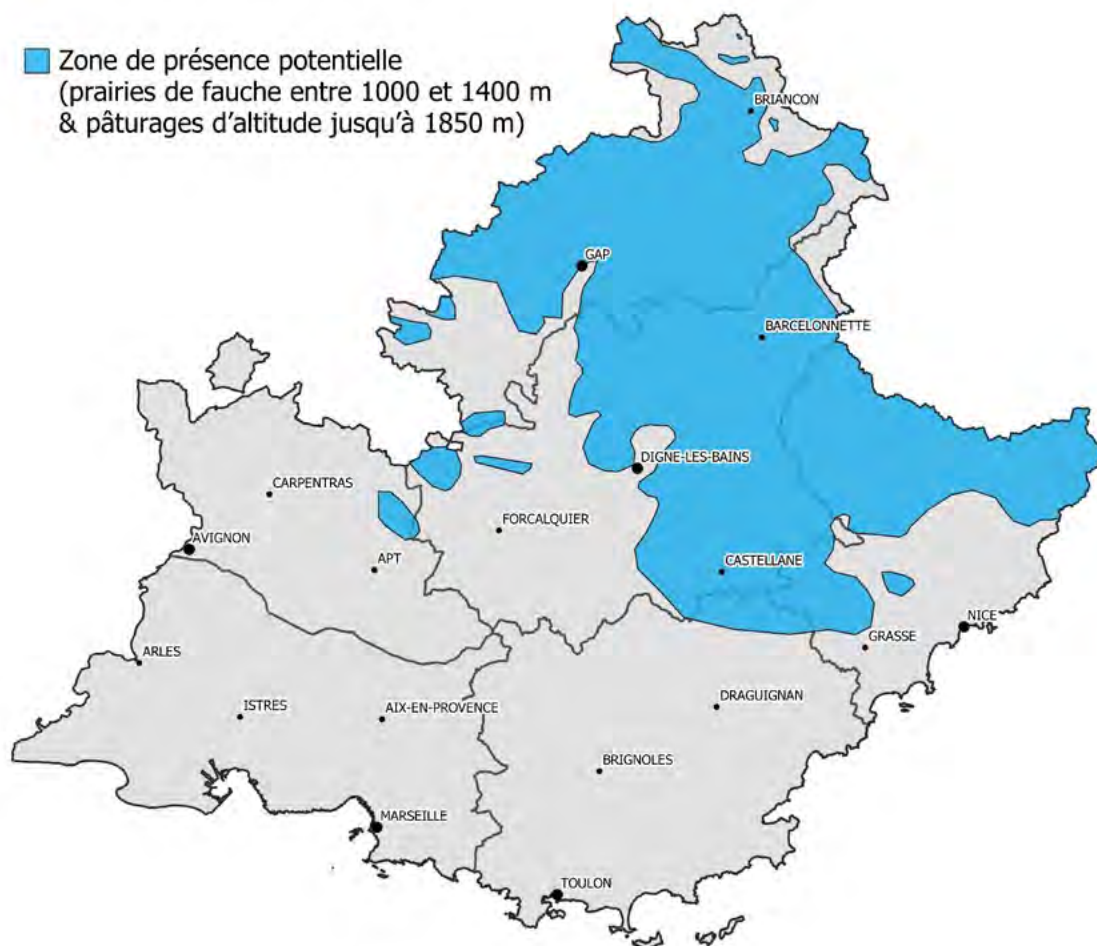 Zone de présence potentielle
(prairies de fauche entre 1000 et 1400 m
& pâturages d'altitude jusqu'à 1850 m)
BRIANCON
GAP
BARCELONNETTE
DIGNE-LES-BAINS
CARPENTRAS
FORCALQUIER
AVIGNON
APT
CASTELLANE
NICE
GRASSE
ARLES
ISTRES
AIX-EN-PROVENCE
DRAGUIGNAN
BRIGNOLES
MARSEILLE
TOULON